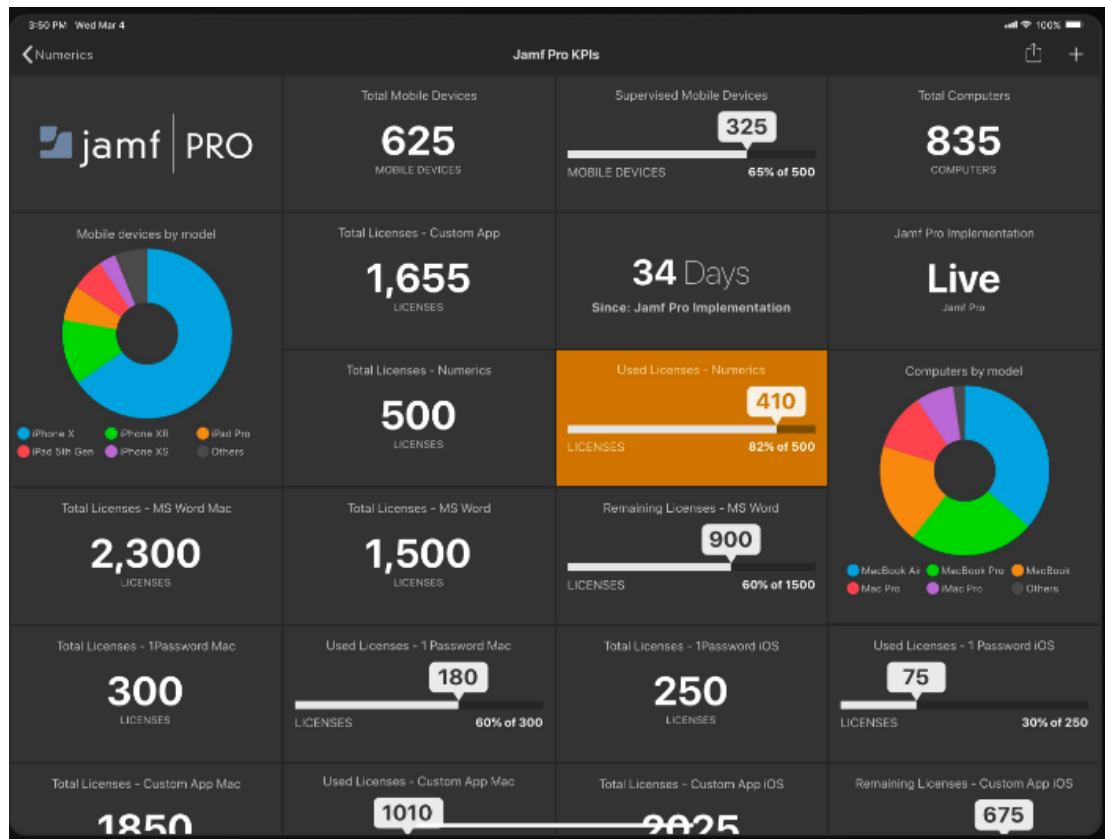 3:50 PM Wed Mar 4
100%
Numerics
Jamf Pro KPIs
jamf PRO
Total Mobile Devices
625
MOBILE DEVICES
Supervised Mobile Devices
325
MOBILE DEVICES
65% of 500
Total Computers
835
COMPUTERS
Mobile devices by model
iPhone X
iPhone XR
iPad Pro
iPad 5th Gen
iPhone XS
Others
Total Licenses - Custom App
1,655
LICENSES
34 Days
Since: Jamf Pro Implementation
Jamf Pro Implementation
Live
Jamf Pro
Total Licenses - Numerics
500
LICENSES
Used Licenses - Numerics
410
LICENSES
82% of 500
Computers by model
MacBook Air
MacBook Pro
MacBook
Mac Pro
iMac Pro
Others
Total Licenses - MS Word Mac
2,300
LICENSES
Total Licenses - MS Word
1,500
LICENSES
Remaining Licenses - MS Word
900
LICENSES
60% of 1500
Total Licenses - 1Password Mac
300
LICENSES
Used Licenses - 1 Password Mac
180
LICENSES
60% of 300
Total Licenses - 1Password iOS
250
LICENSES
Used Licenses - 1 Password iOS
75
LICENSES
30% of 250
Total Licenses - Custom App Mac
1850
Used Licenses - Custom App Mac
1010
Total Licenses - Custom App iOS
2025
Remaining Licenses - Custom App iOS
675